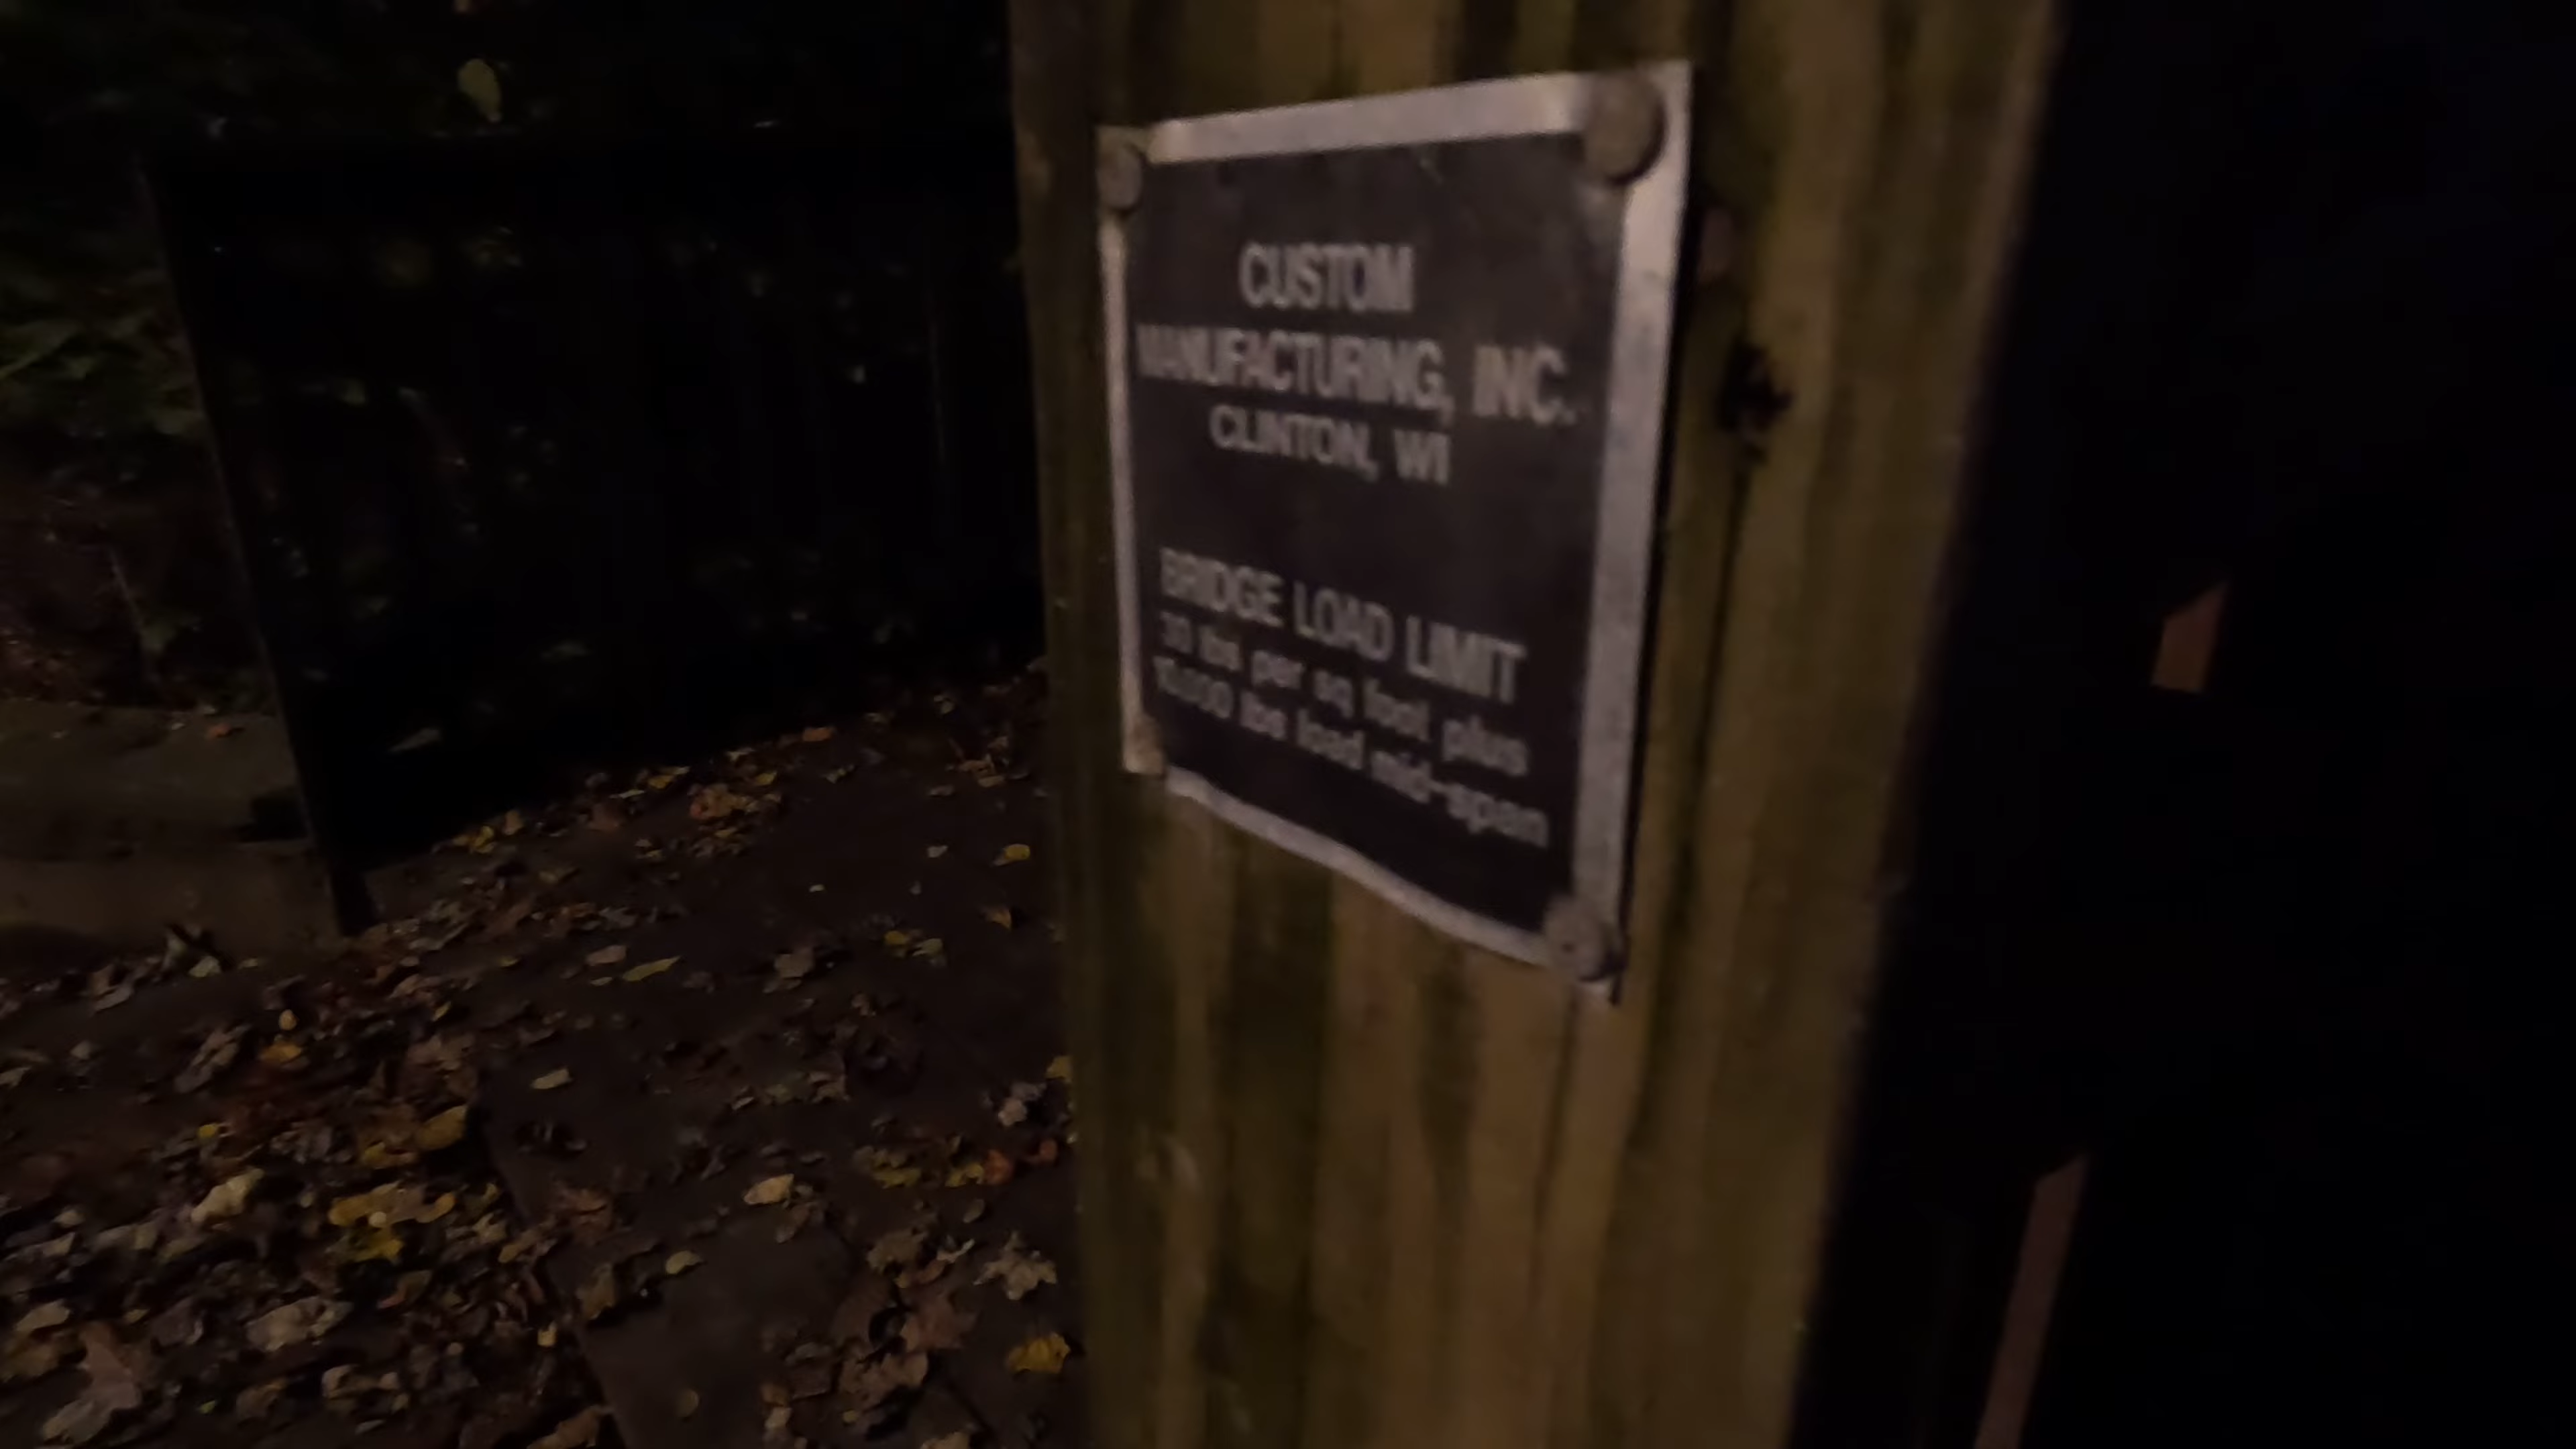 CUSTOM
MANUFACTURING, INC.
CLINTON, WI
BRIDGE LOAD LIMIT
30 lbs per sq foot plus
lbs load mid-span